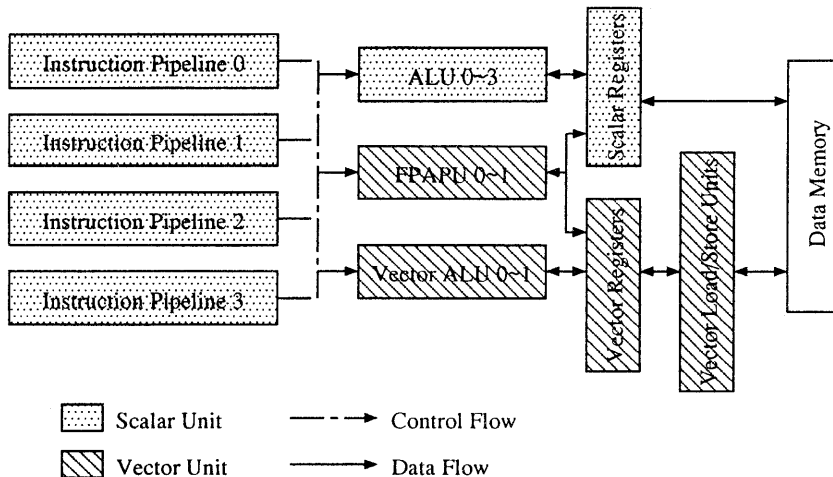 Instruction Pipeline 0
Instruction Pipeline 1
Instruction Pipeline 2
Instruction Pipeline 3
ALU 0~3
FPAPU 0~1
Vector ALU 0~1
Scalar Registers
Vector Registers
Vector Load/Store Units
Data Memory
Scalar Unit
Control Flow
Vector Unit
Data Flow